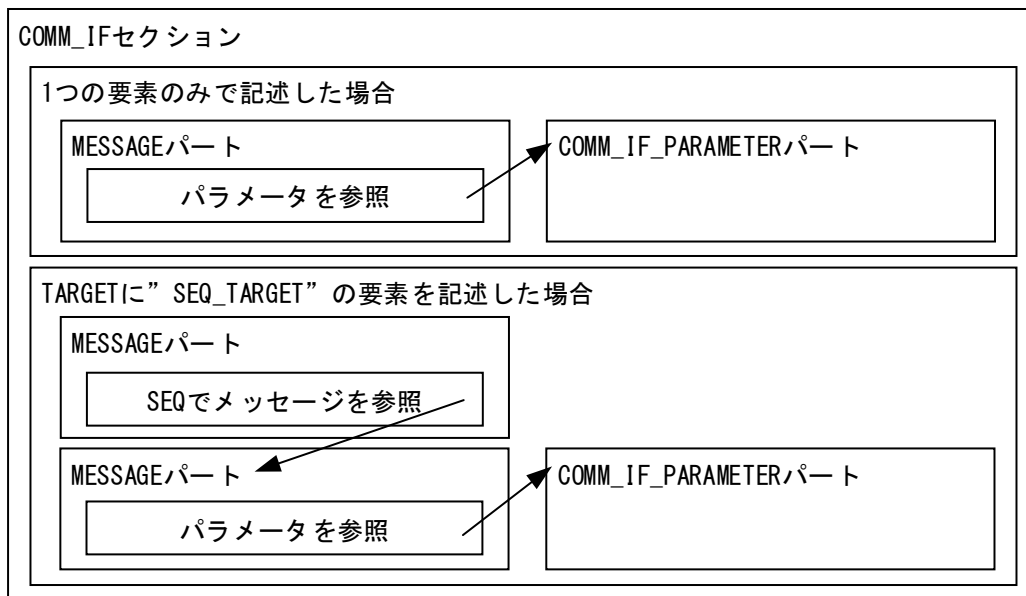 COMM_IFセクション
1つの要素のみで記述した場合
MESSAGEパート
COMM_IF_PARAMETERパート
パラメータを参照
TARGETに”SEQ_TARGET”の要素を記述した場合
MESSAGEパート
SEQでメッセージを参照
MESSAGEパート
COMM_IF_PARAMETERパート
パラメータを参照